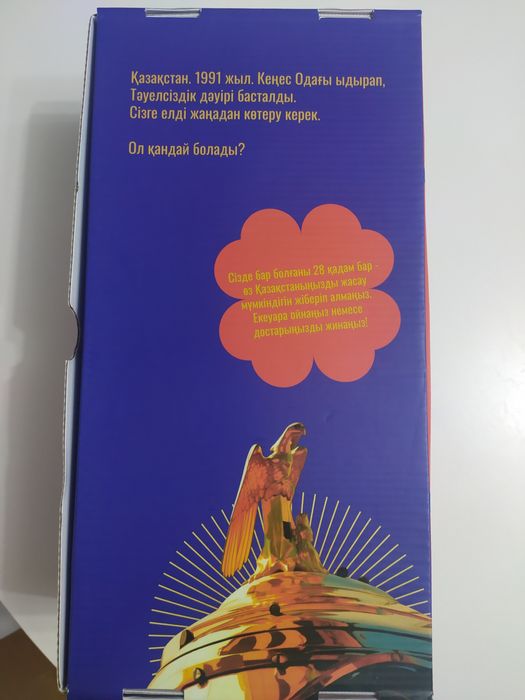 Қазақстан. 1991 жыл. Кеңес Одағы ыдырап,
Тәуелсіздік дәуірі басталды.
Сізге елді жаңадан көтеру керек.
Ол қандай болады?
Сізде бар болғаны 28 қадам бар -
өз Қазақстаныңызды жасау
мүмкіндігін жіберіп алмаңыз.
Екеуара ойнаңыз немесе
достарыңызды жинаңыз!